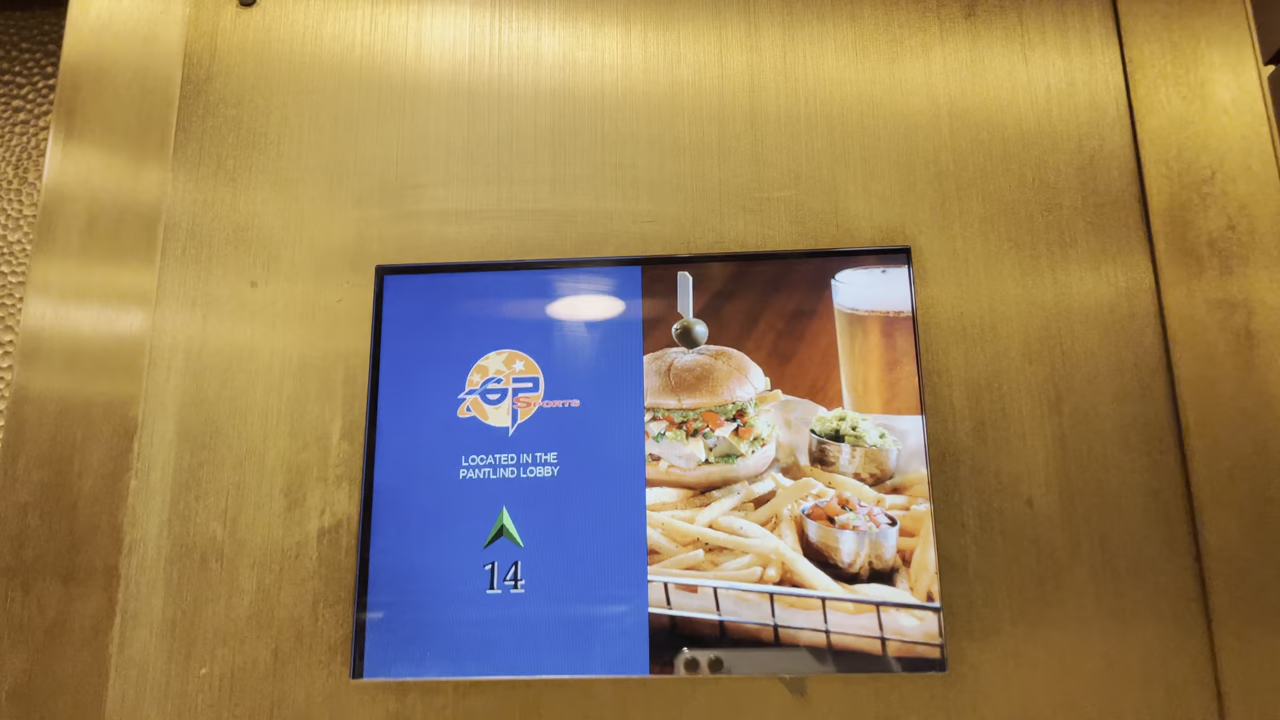 GP
SPORTS
LOCATED IN THE
PANTLIND LOBBY
14